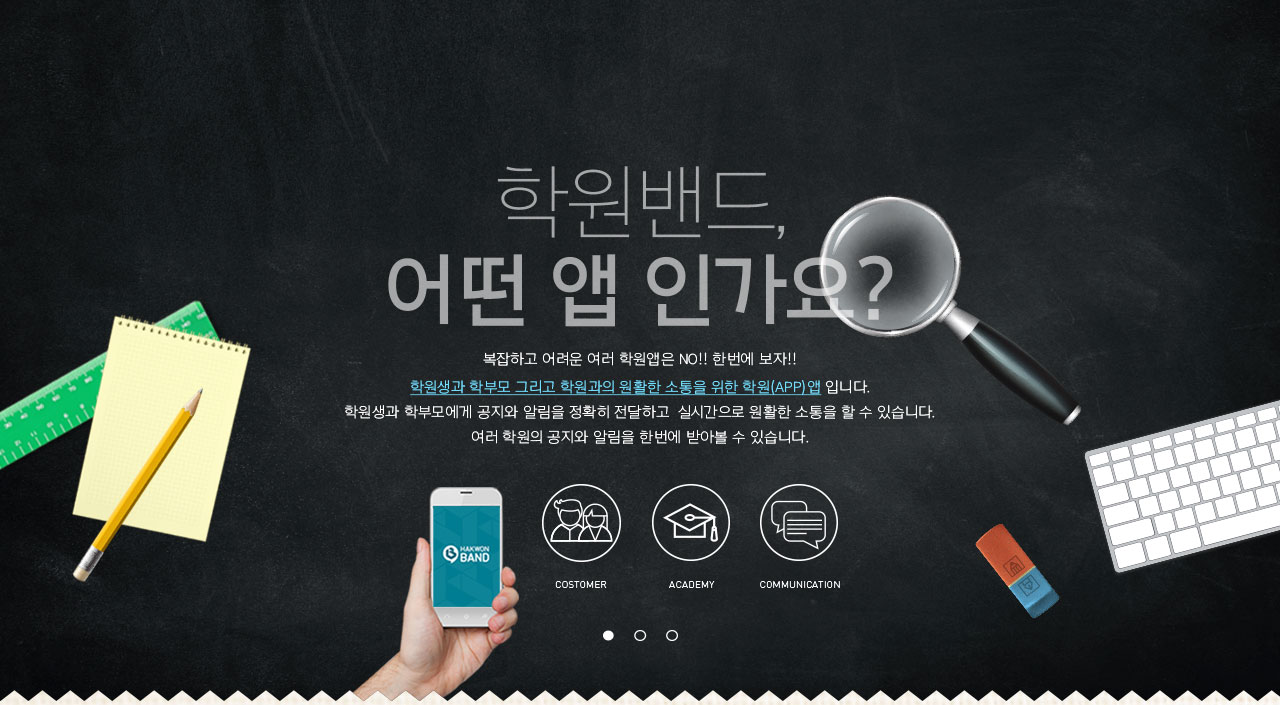 학원밴드,
어떤 앱 인가요?
복잡하고 어려운 여러 학원앱은 NO!! 한번에 보자!!
학원생과 학부모 그리고 학원과의 원활한 소통을 위한 학원(APP)앱 입니다.
학원생과 학부모에게 공지와 알림을 정확히 전달하고 실시간으로 원활한 소통을 할 수 있습니다.
여러 학원의 공지와 알림을 한번에 받아볼 수 있습니다.
HAKWON
BAND
COSTOMER
ACADEMY
COMMUNICATION